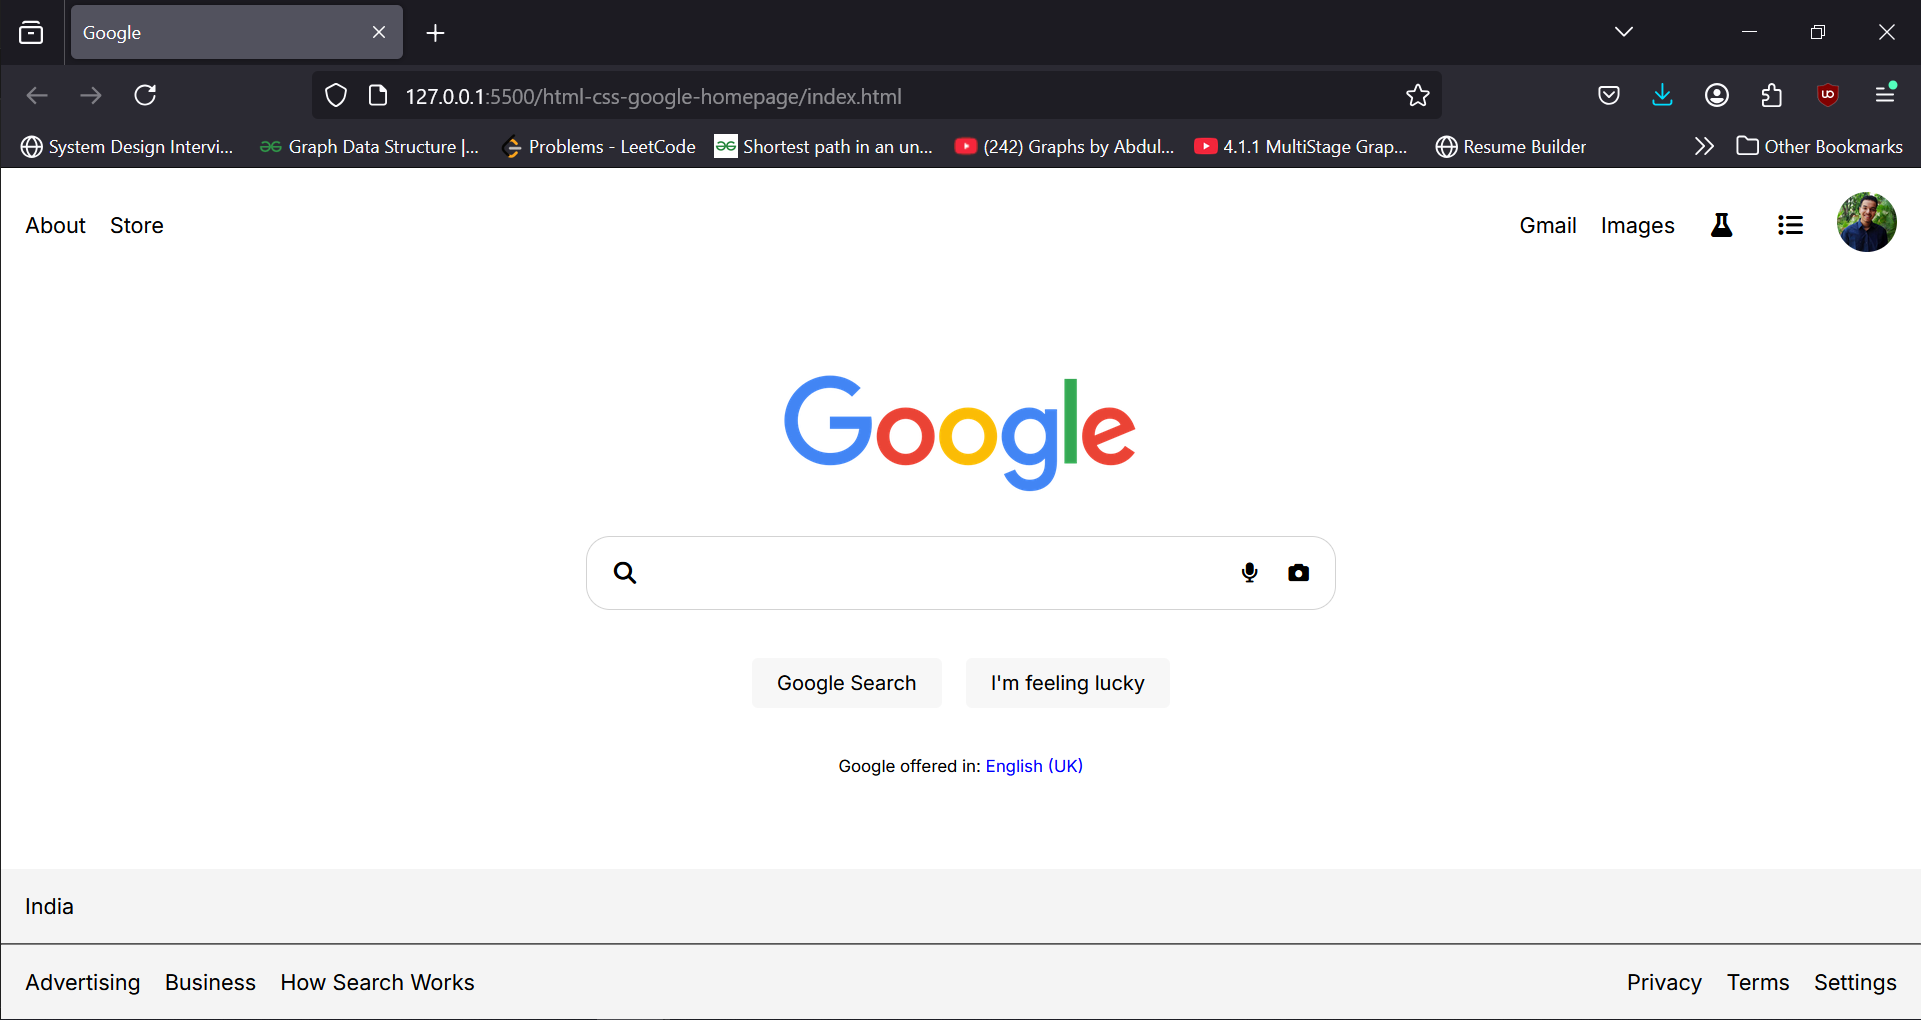 Google
127.0.0.1:5500/html-css-google-homepage/index.html
System Design Intervi... Graph Data Structure |... Problems - LeetCode Shortest path in an un... (242) Graphs by Abdul... 4.1.1 MultiStage Grap... Resume Builder Other Bookmarks
About Store Gmail Images
Google
Google Search I'm feeling lucky
Google offered in: English (UK)
India
Advertising Business How Search Works Privacy Terms Settings